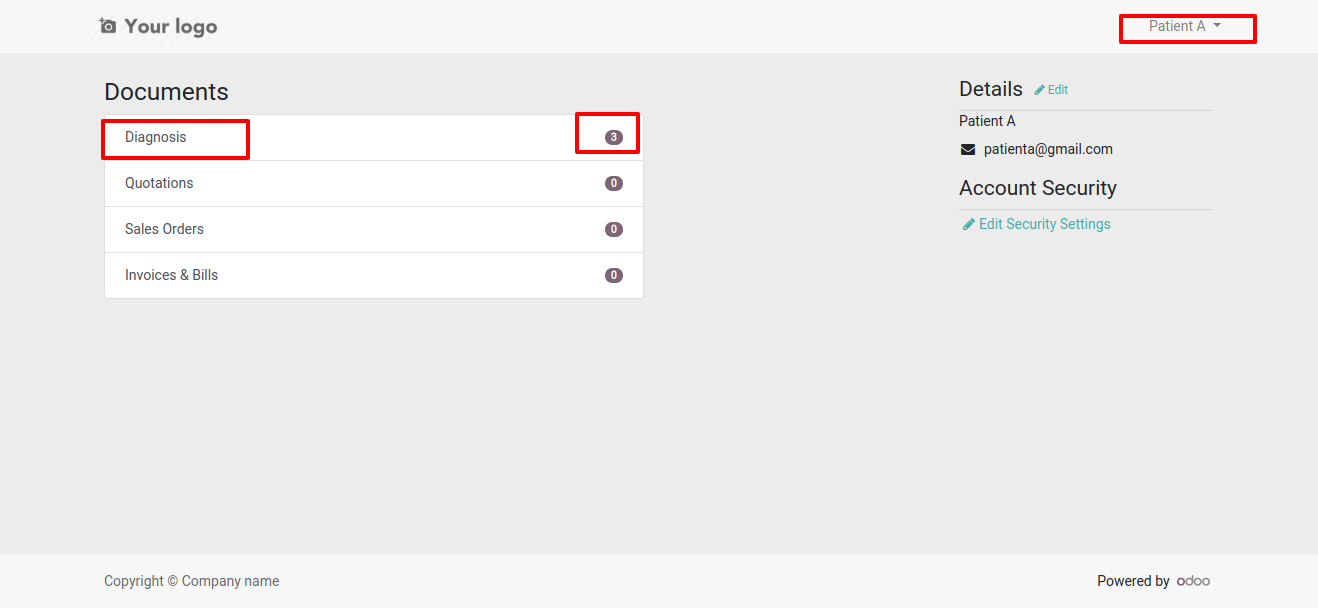 Your logo
Patient A
Documents
Diagnosis 3
Quotations 0
Sales Orders 0
Invoices & Bills 0
Details Edit
Patient A
patienta@gmail.com
Account Security
Edit Security Settings
Copyright © Company name
Powered by odoo